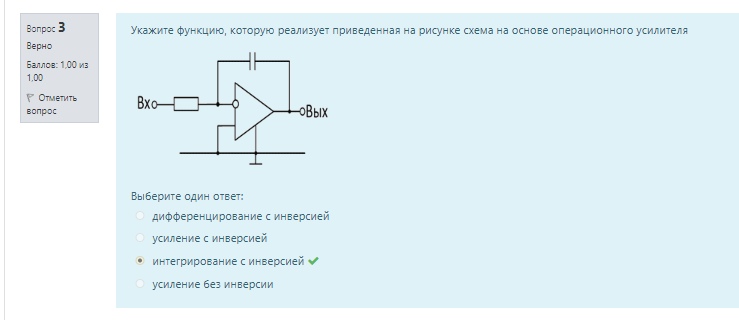 Вопрос 3
Верно
Баллов: 1,00 из
1,00
Отметить
вопрос
Укажите функцию, которую реализует приведенная на рисунке схема на основе операционного усилителя
Вх
Вых
Выберите один ответ:
дифференцирование с инверсией
усиление с инверсией
интегрирование с инверсией
усиление без инверсии